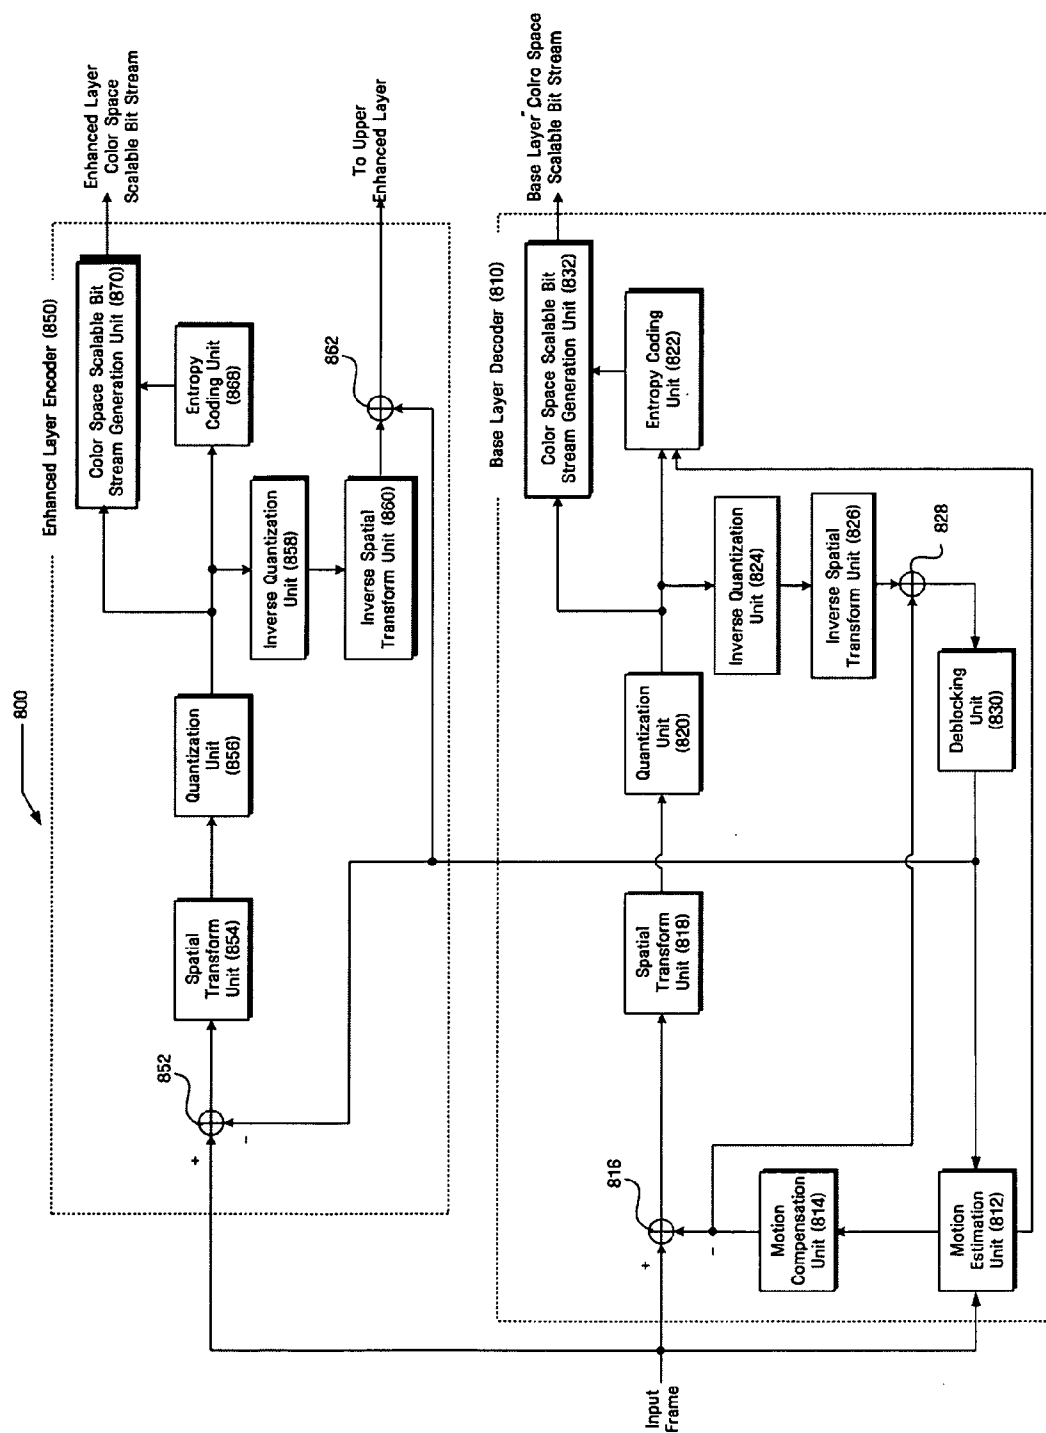 800
Enhanced Layer Encoder (850)
Enhanced Layer
Color Space
Scalable Bit Stream
Color Space Scalable Bit
Stream Generation Unit (870)
852
+
-
Spatial
Transform
Unit (854)
Quantization
Unit
(856)
Entropy
Coding Unit
(868)
Inverse Quantization
Unit (858)
Inverse Spatial
Transform Unit (860)
862
To Upper
Enhanced Layer
Base Layer Decoder (810)
Base Layer Colro Space
Scalable Bit Stream
Color Space Scalable Bit
Stream Generation Unit (832)
Input
Frame
816
+
-
Spatial
Transform
Unit (818)
Quantization
Unit
(820)
Entropy Coding
Unit
(822)
Inverse Quantization
Unit (824)
Inverse Spatial
Transform Unit (826)
828
Motion
Compensation
Unit (814)
Motion
Estimation
Unit (812)
Deblocking
Unit
(830)